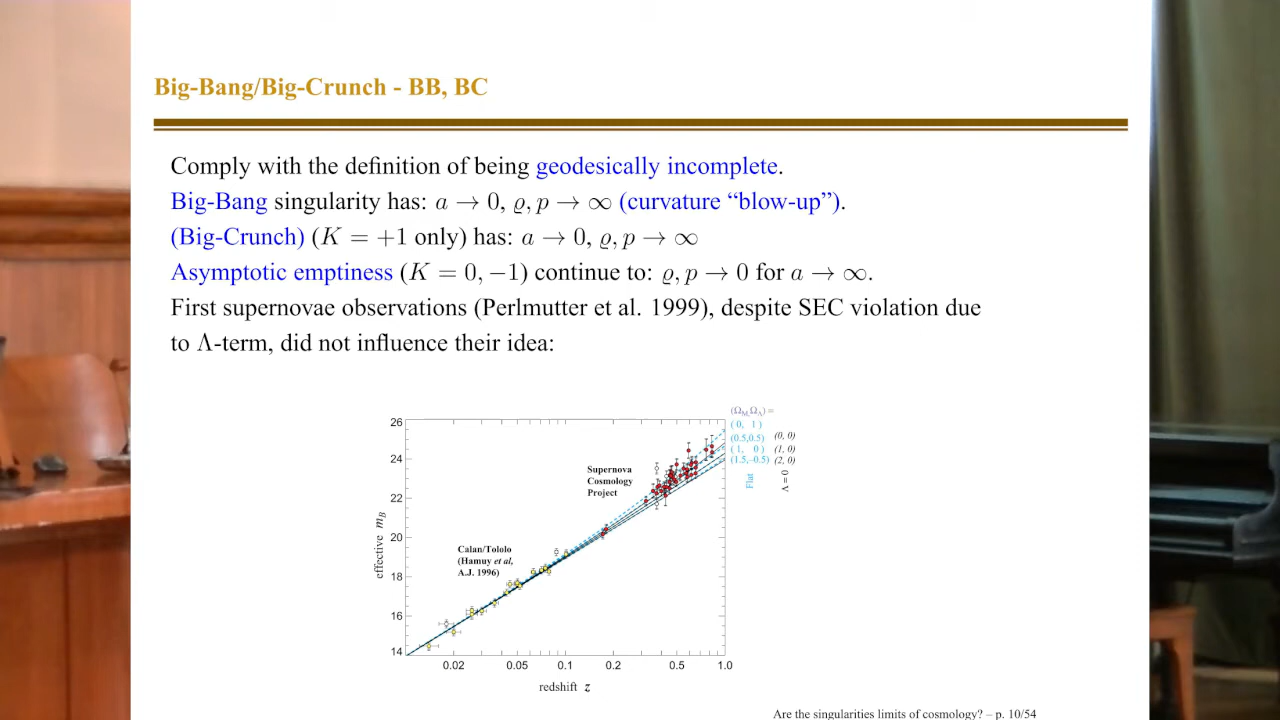 Big-Bang/Big-Crunch - BB, BC
Comply with the definition of being geodesically incomplete.
Big-Bang singularity has: a → 0, ϱ, p → ∞ (curvature “blow-up”).
(Big-Crunch) (K = +1 only) has: a → 0, ϱ, p → ∞
Asymptotic emptiness (K = 0, −1) continue to: ϱ, p → 0 for a → ∞.
First supernovae observations (Perlmutter et al. 1999), despite SEC violation due
to Λ-term, did not influence their idea:
(Ω_M, Ω_Λ) =
( 0, 1 )
(0.5,0.5) (0, 0)
( 1, 0 ) (1, 0)
(1.5,–0.5) (2, 0)
Flat
Λ = 0
26
24
22
20
18
16
14
effective m_B
Supernova
Cosmology
Project
Calan/Tololo
(Hamuy et al,
A.J. 1996)
0.02 0.05 0.1 0.2 0.5 1.0
redshift z
Are the singularities limits of cosmology? – p. 10/54